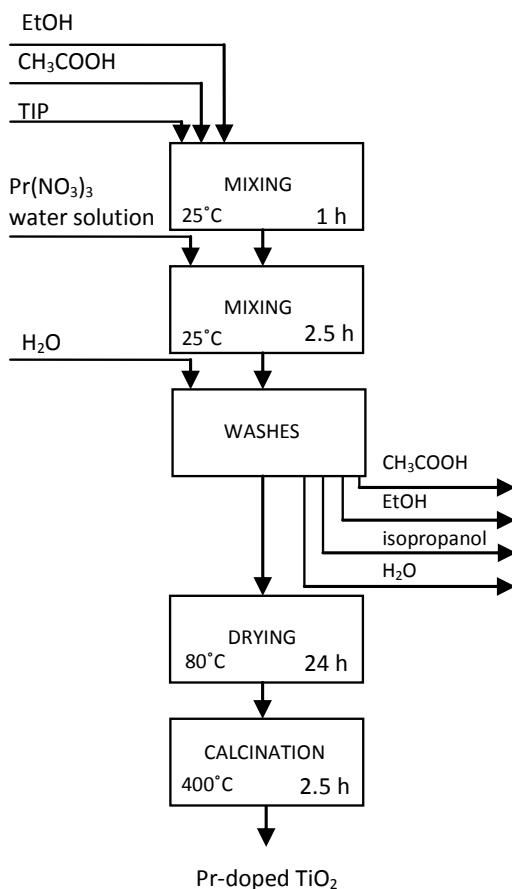 EtOH
CH₃COOH
TIP
MIXING
25˚C 1 h
Pr(NO₃)₃
water solution
MIXING
25˚C 2.5 h
H₂O
WASHES
CH₃COOH
EtOH
isopropanol
H₂O
DRYING
80˚C 24 h
CALCINATION
400˚C 2.5 h
Pr-doped TiO₂